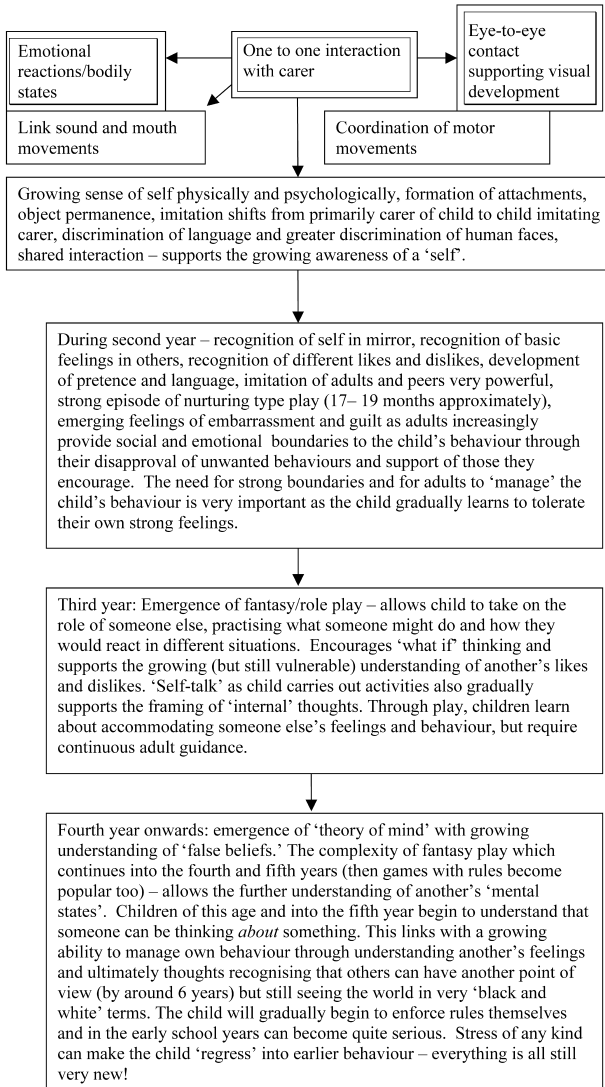 Emotional
reactions/bodily
states
One to one interaction
with carer
Eye-to-eye
contact
supporting visual
development
Link sound and mouth
movements
Coordination of motor
movements
Growing sense of self physically and psychologically, formation of attachments,
object permanence, imitation shifts from primarily carer of child to child imitating
carer, discrimination of language and greater discrimination of human faces,
shared interaction – supports the growing awareness of a ‘self’.
During second year – recognition of self in mirror, recognition of basic
feelings in others, recognition of different likes and dislikes, development
of pretence and language, imitation of adults and peers very powerful,
strong episode of nurturing type play (17– 19 months approximately),
emerging feelings of embarrassment and guilt as adults increasingly
provide social and emotional  boundaries to the child’s behaviour through
their disapproval of unwanted behaviours and support of those they
encourage.  The need for strong boundaries and for adults to ‘manage’ the
child’s behaviour is very important as the child gradually learns to tolerate
their own strong feelings.
Third year: Emergence of fantasy/role play – allows child to take on the
role of someone else, practising what someone might do and how they
would react in different situations.  Encourages ‘what if’ thinking and
supports the growing (but still vulnerable) understanding of another’s likes
and dislikes. ‘Self-talk’ as child carries out activities also gradually
supports the framing of ‘internal’ thoughts. Through play, children learn
about accommodating someone else’s feelings and behaviour, but require
continuous adult guidance.
Fourth year onwards: emergence of ‘theory of mind’ with growing
understanding of ‘false beliefs.’ The complexity of fantasy play which
continues into the fourth and fifth years (then games with rules become
popular too) – allows the further understanding of another’s ‘mental
states’.  Children of this age and into the fifth year begin to understand that
someone can be thinking about something. This links with a growing
ability to manage own behaviour through understanding another’s feelings
and ultimately thoughts recognising that others can have another point of
view (by around 6 years) but still seeing the world in very ‘black and
white’ terms. The child will gradually begin to enforce rules themselves
and in the early school years can become quite serious.  Stress of any kind
can make the child ‘regress’ into earlier behaviour – everything is all still
very new!